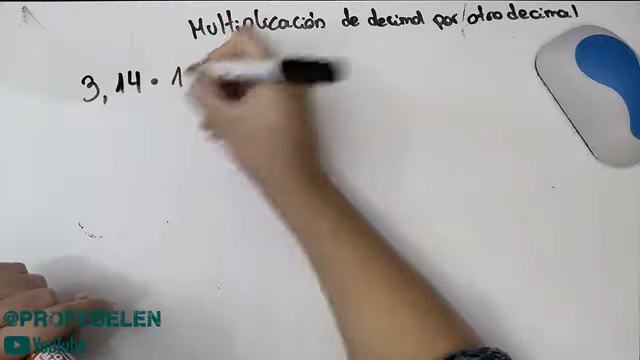 Multiplicación de decimal por otro decimal
3,14 · 1
@PROFEBELEN
YouTube